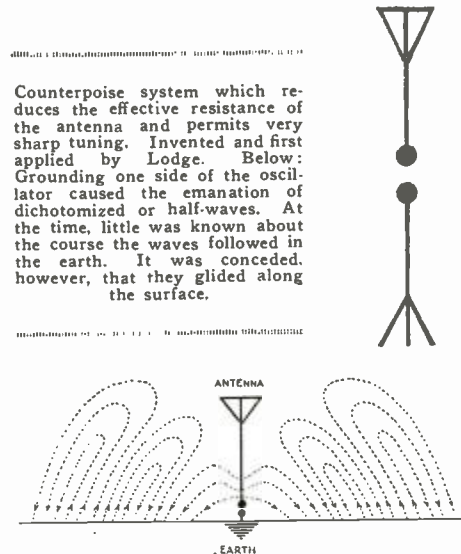 Counterpoise system which re-
duces the effective resistance of
the antenna and permits very
sharp tuning. Invented and first
applied by Lodge. Below:
Grounding one side of the oscil-
lator caused the emanation of
dichotomized or half-waves. At
the time, little was known about
the course the waves followed in
the earth. It was conceded,
however, that they glided along
the surface.
ANTENNA
EARTH